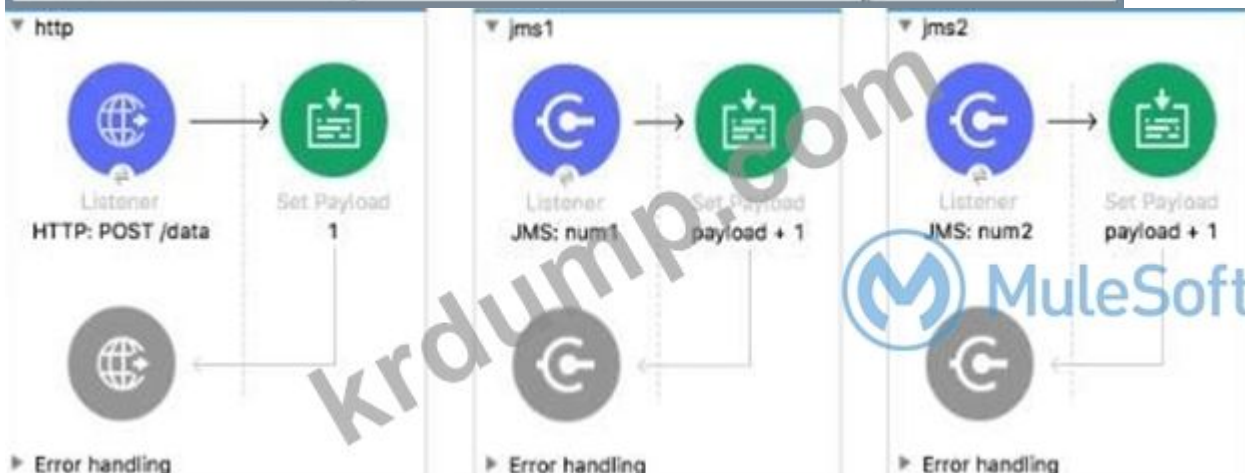 http
Listener
HTTP: POST /data
Set Payload
1
Error handling
jms1
Listener
JMS: num1
Set Payload
payload + 1
Error handling
jms2
Listener
JMS: num2
Set Payload
payload + 1
Error handling
krdump.com
MuleSoft